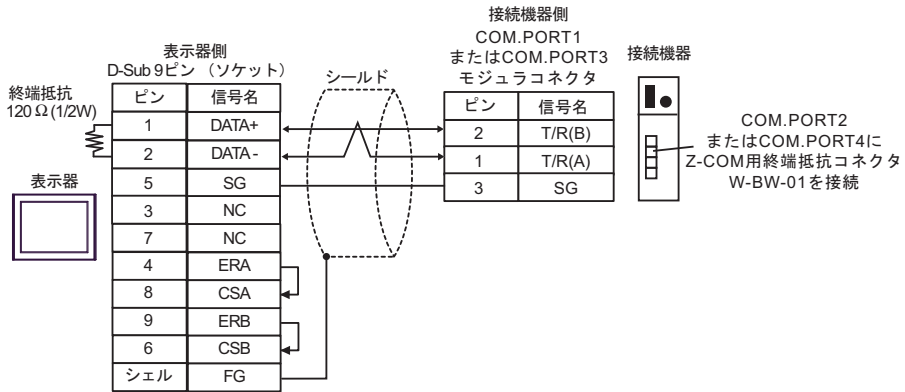 表示器側
D-Sub 9ピン （ソケット）
終端抵抗
120Ω(1/2W)
表示器
ピン 信号名
1 DATA+
2 DATA-
5 SG
3 NC
7 NC
4 ERA
8 CSA
9 ERB
6 CSB
シェル FG
シールド
接続機器側
COM.PORT1
またはCOM.PORT3
モジュラコネクタ
ピン 信号名
2 T/R(B)
1 T/R(A)
3 SG
接続機器
COM.PORT2
またはCOM.PORT4に
Z-COM用終端抵抗コネクタ
W-BW-01を接続